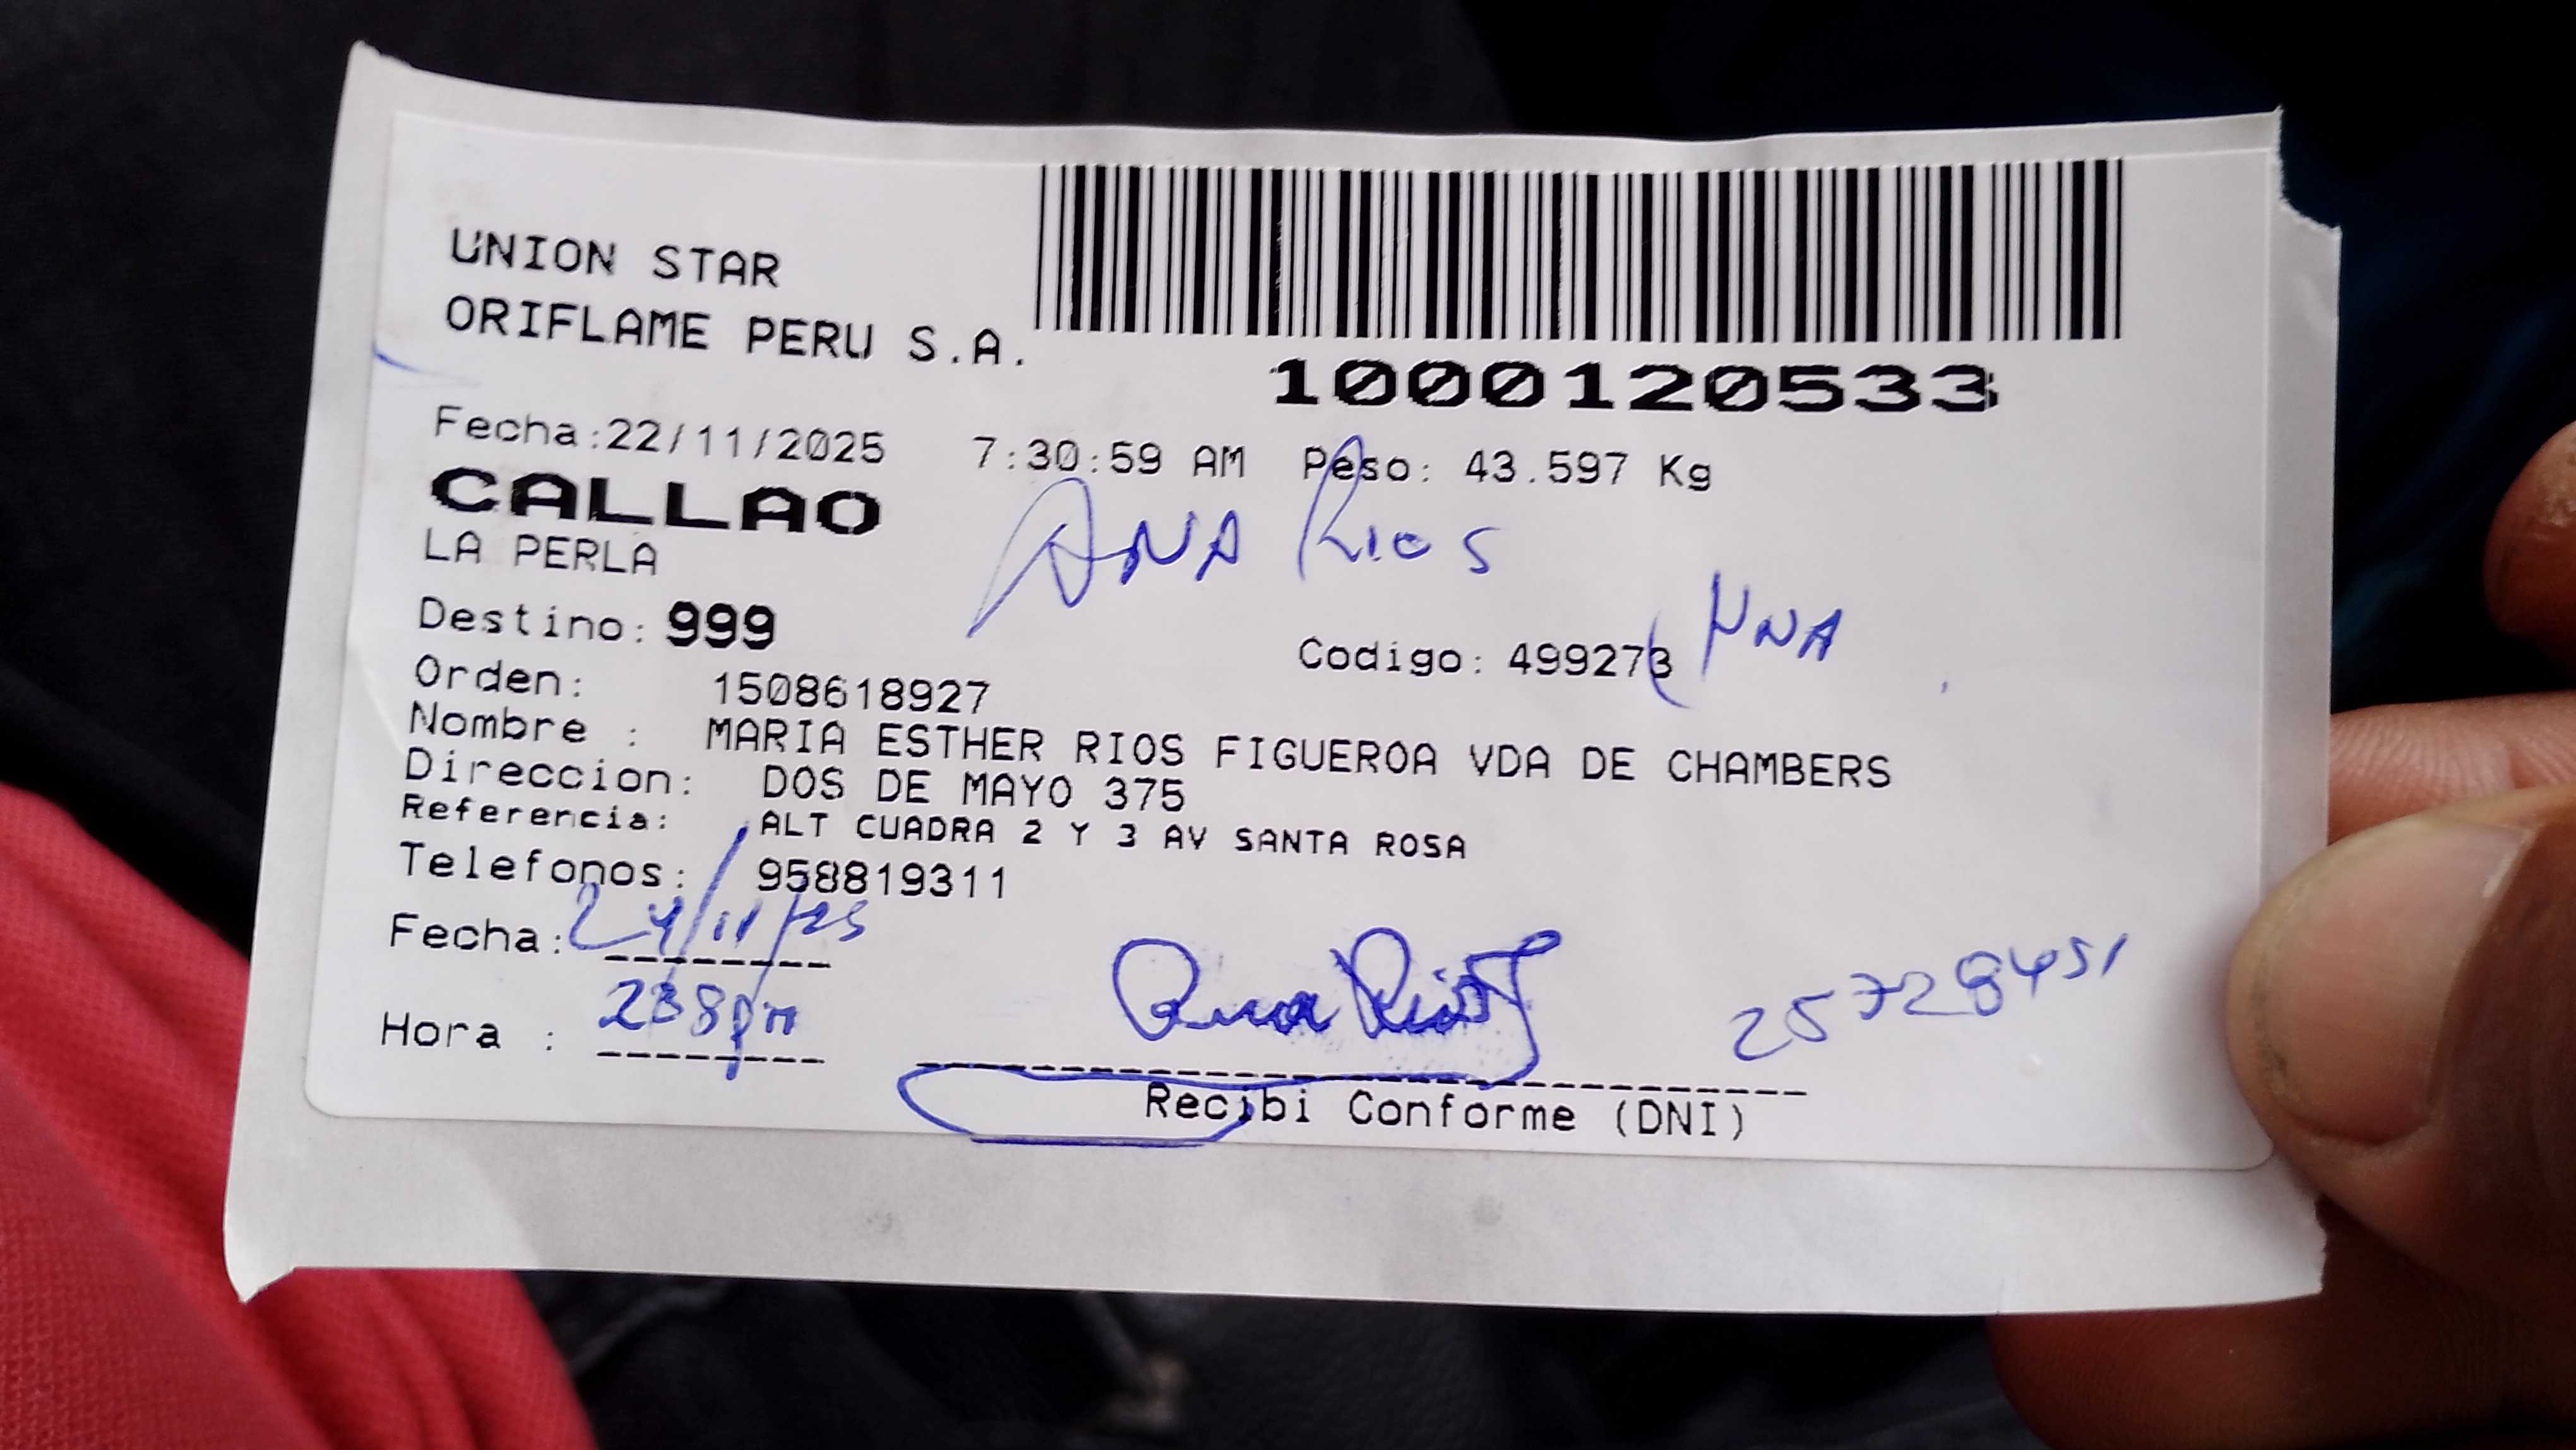 UNION STAR
ORIFLAME PERU S.A.
1000120533
Fecha:22/11/2025 7:30:59 AM Peso: 43.597 Kg
CALLAO
LA PERLA
ANA Rios
Destino: 999
Codigo: 499273
Orden: 1508618927
Nombre : MARIA ESTHER RIOS FIGUEROA VDA DE CHAMBERS
Direccion: DOS DE MAYO 375
Referencia: ALT CUADRA 2 Y 3 AV SANTA ROSA
Telefonos: 958819311
Fecha: 24/11/25
Hora : 238pm
Ana Rios
25728451
Recibi Conforme (DNI)